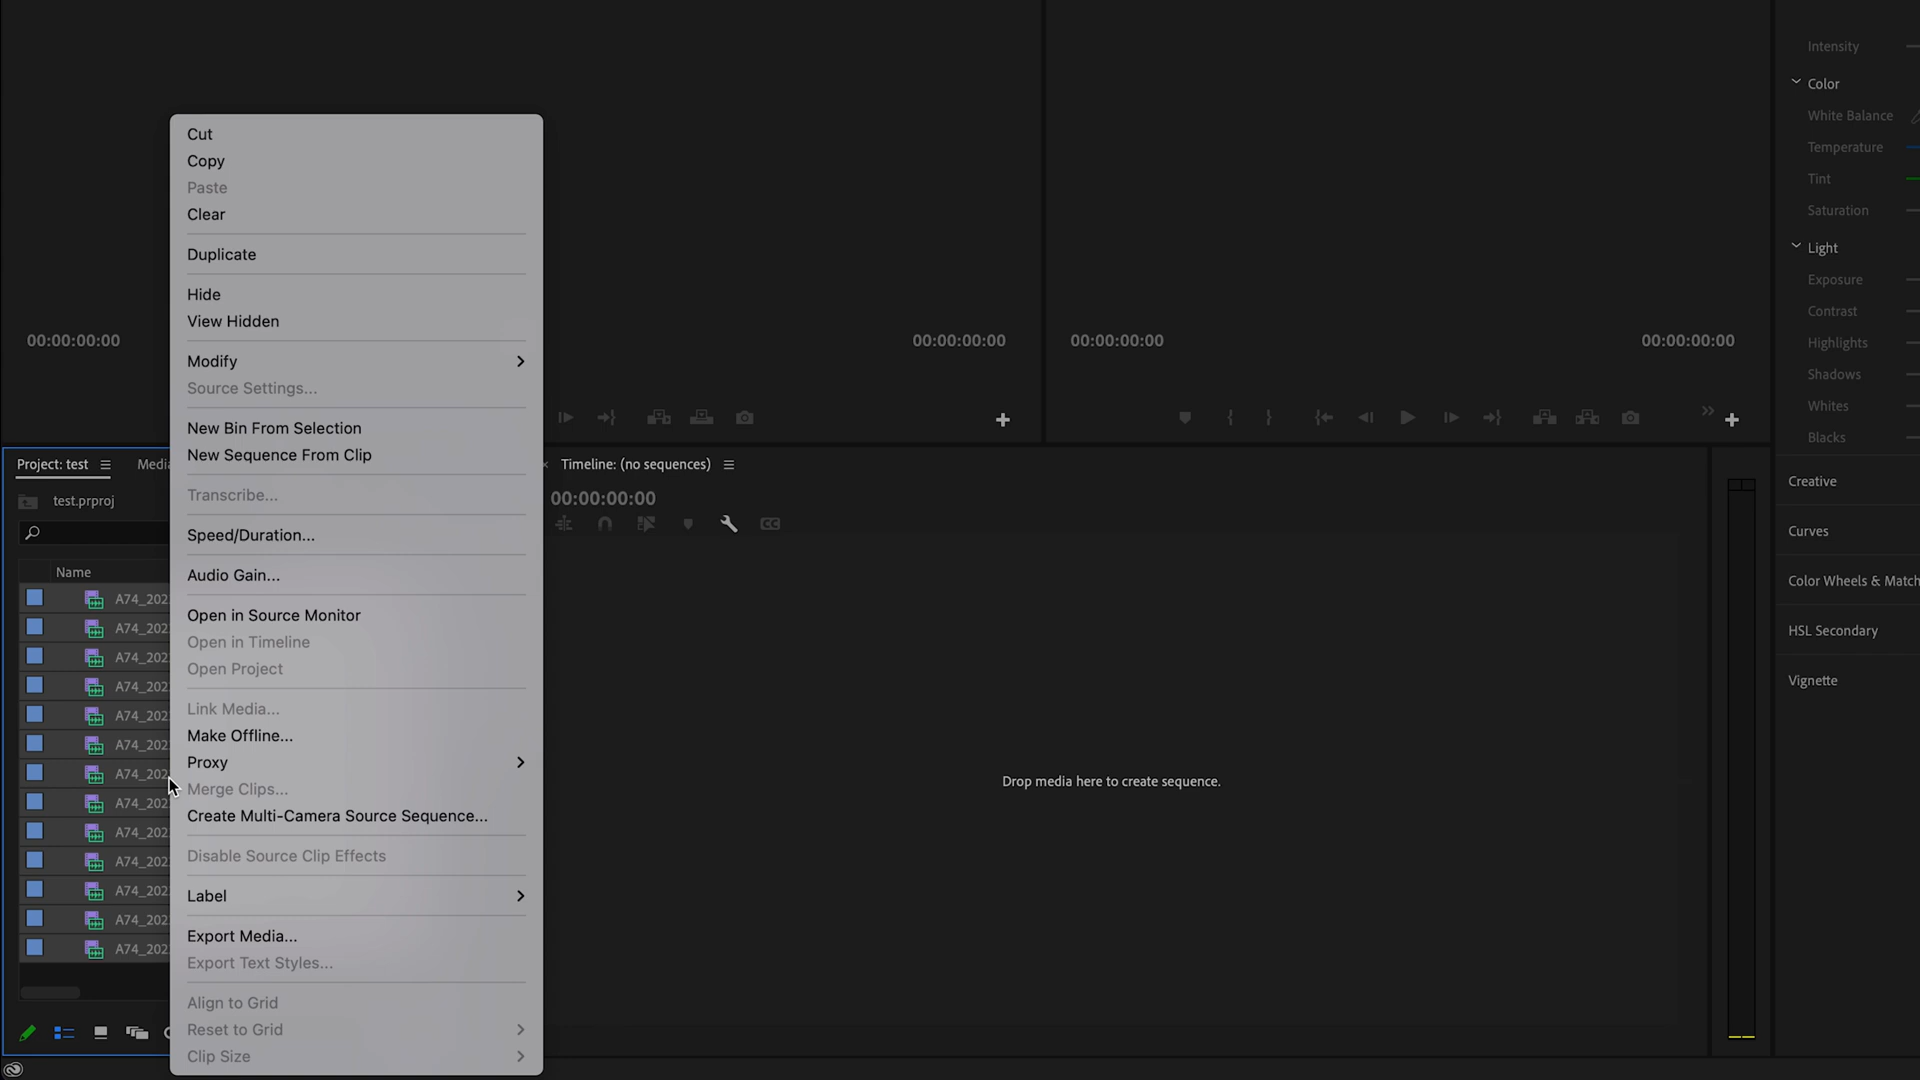 Cut
Copy
Paste
Clear
Duplicate
Hide
View Hidden
Modify
Source Settings...
New Bin From Selection
New Sequence From Clip
Transcribe...
Speed/Duration...
Audio Gain...
Open in Source Monitor
Open in Timeline
Open Project
Link Media...
Make Offline...
Proxy
Merge Clips...
Create Multi-Camera Source Sequence...
Disable Source Clip Effects
Label
Export Media...
Export Text Styles...
Align to Grid
Reset to Grid
Clip Size
00:00:00:00
00:00:00:00
00:00:00:00
00:00:00:00
Project: test
Media
test.prproj
Name
A74_202
A74_202
A74_202
A74_202
A74_202
A74_202
A74_202
A74_202
A74_202
A74_202
A74_202
A74_202
A74_202
Timeline: (no sequences)
00:00:00:00
CC
Drop media here to create sequence.
Intensity
Color
White Balance
Temperature
Tint
Saturation
Light
Exposure
Contrast
Highlights
Shadows
Whites
Blacks
Creative
Curves
Color Wheels & Match
HSL Secondary
Vignette